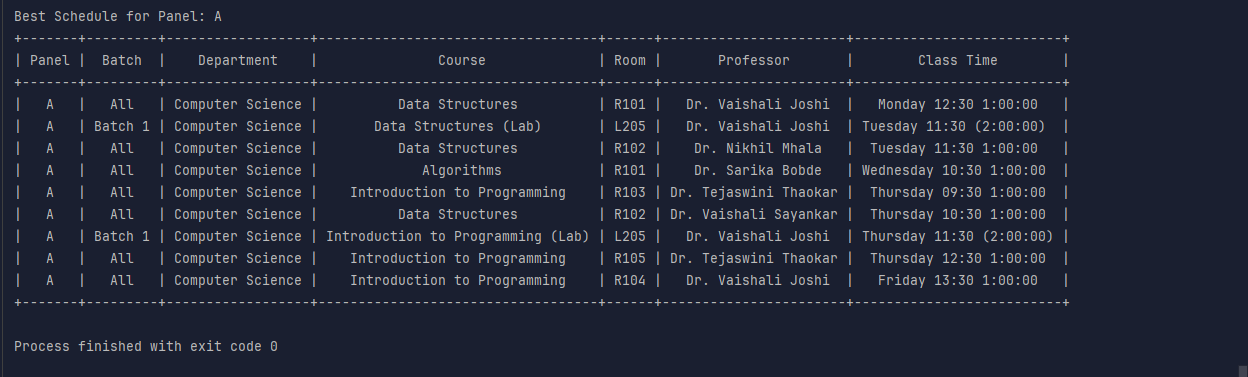 Best Schedule for Panel: A
+-------+---------+------------------+-----------------------------------+------+-----------------------+--------------------------+
| Panel |  Batch  |    Department    |               Course              | Room |       Professor       |        Class Time        |
+-------+---------+------------------+-----------------------------------+------+-----------------------+--------------------------+
|   A   |   All   | Computer Science |          Data Structures          | R101 |   Dr. Vaishali Joshi  |   Monday 12:30 1:00:00   |
|   A   | Batch 1 | Computer Science |       Data Structures (Lab)       | L205 |   Dr. Vaishali Joshi  | Tuesday 11:30 (2:00:00)  |
|   A   |   All   | Computer Science |          Data Structures          | R102 |    Dr. Nikhil Mhala   |  Tuesday 11:30 1:00:00   |
|   A   |   All   | Computer Science |             Algorithms            | R101 |    Dr. Sarika Bobde   | Wednesday 10:30 1:00:00  |
|   A   |   All   | Computer Science |    Introduction to Programming    | R103 | Dr. Tejaswini Thaokar |  Thursday 09:30 1:00:00  |
|   A   |   All   | Computer Science |          Data Structures          | R102 | Dr. Vaishali Sayankar |  Thursday 10:30 1:00:00  |
|   A   | Batch 1 | Computer Science | Introduction to Programming (Lab) | L205 |   Dr. Vaishali Joshi  | Thursday 11:30 (2:00:00) |
|   A   |   All   | Computer Science |    Introduction to Programming    | R105 | Dr. Tejaswini Thaokar |  Thursday 12:30 1:00:00  |
|   A   |   All   | Computer Science |    Introduction to Programming    | R104 |   Dr. Vaishali Joshi  |   Friday 13:30 1:00:00   |
+-------+---------+------------------+-----------------------------------+------+-----------------------+--------------------------+
Process finished with exit code 0